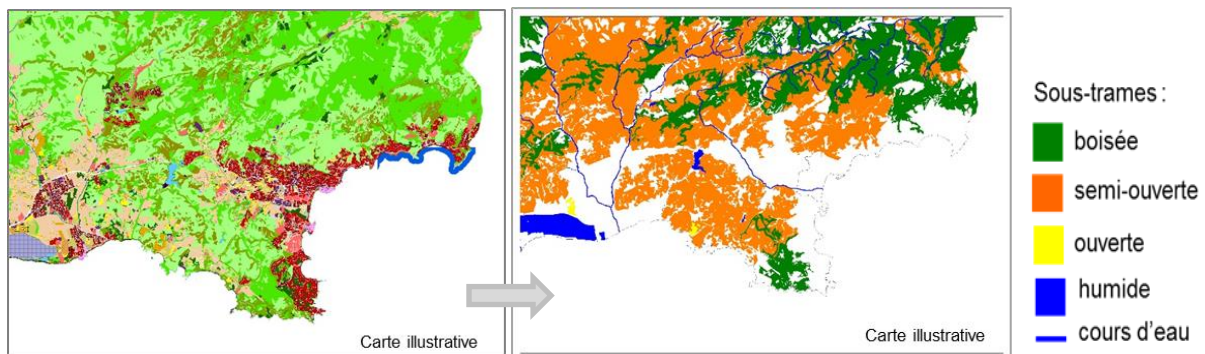 Carte illustrative
Carte illustrative
Sous-trames :
boisée
semi-ouverte
ouverte
humide
cours d'eau